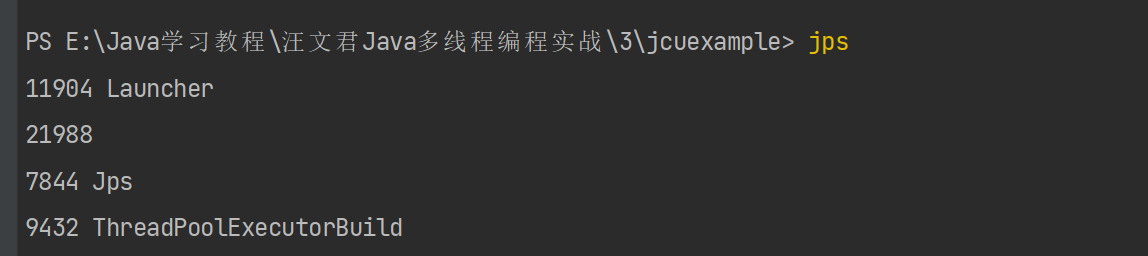 PS E:\Java学习教程\汪文君Java多线程编程实战\3\jcuexample> jps
11904 Launcher
21988
7844 Jps
9432 ThreadPoolExecutorBuild